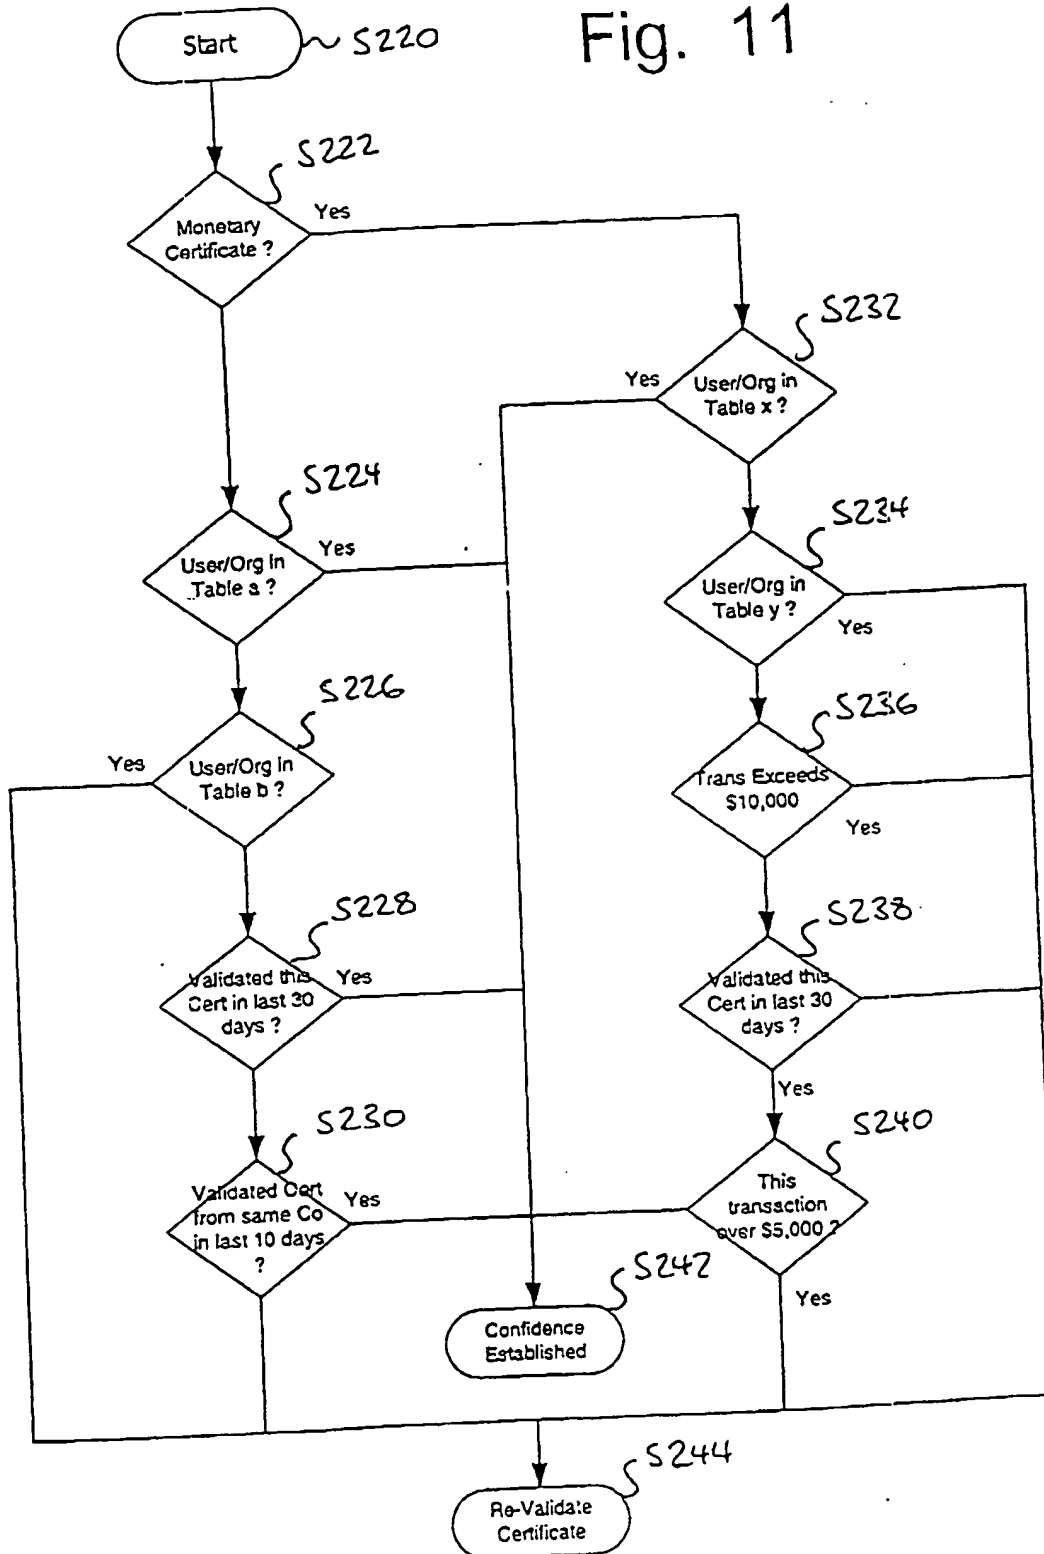 Start
S220
Fig. 11
S222
Monetary
Certificate ?
Yes
S232
User/Org in
Table x ?
Yes
S224
User/Org in
Table a ?
Yes
S234
User/Org in
Table y ?
Yes
S226
User/Org in
Table b ?
Yes
S236
Trans Exceeds
$10,000
Yes
S228
Validated this
Cert in last 30
days ?
Yes
S238
Validated this
Cert in last 30
days ?
Yes
S230
Validated Cert
from same Co
in last 10 days
?
Yes
S240
This
transaction
over $5,000 ?
Yes
S242
Confidence
Established
S244
Re-Validate
Certificate